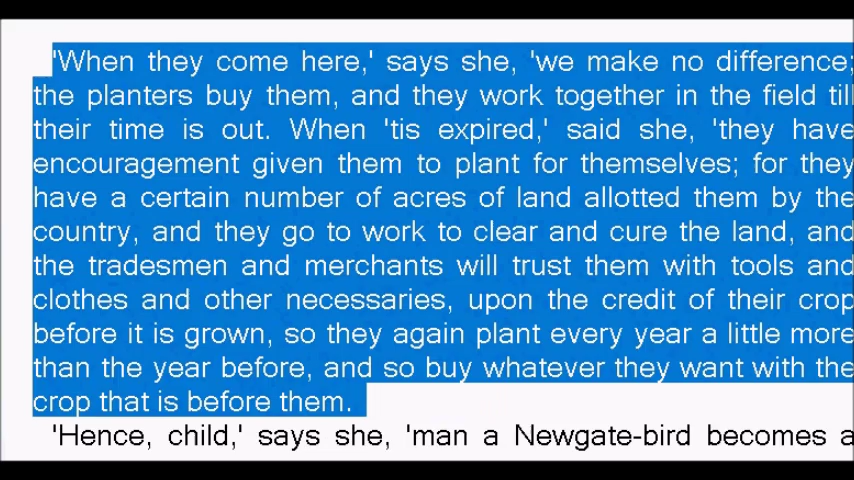 'When they come here,' says she, 'we make no difference;
the planters buy them, and they work together in the field till
their time is out. When 'tis expired,' said she, 'they have
encouragement given them to plant for themselves; for they
have a certain number of acres of land allotted them by the
country, and they go to work to clear and cure the land, and
the tradesmen and merchants will trust them with tools and
clothes and other necessaries, upon the credit of their crop
before it is grown, so they again plant every year a little more
than the year before, and so buy whatever they want with the
crop that is before them.
'Hence, child,' says she, 'man a Newgate-bird becomes a